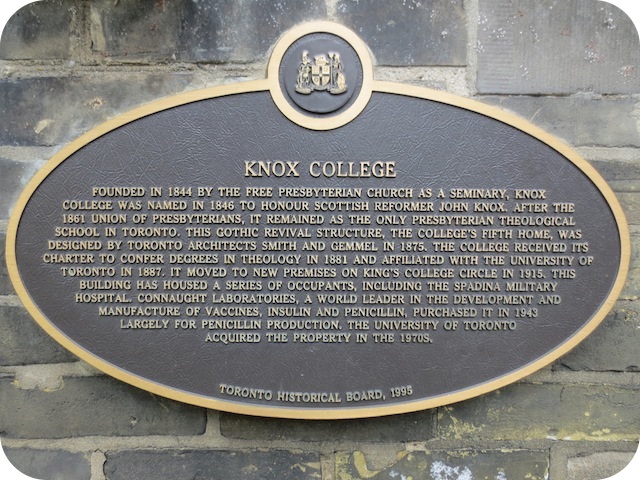 KNOX COLLEGE
FOUNDED IN 1844 BY THE FREE PRESBYTERIAN CHURCH AS A SEMINARY, KNOX
COLLEGE WAS NAMED IN 1846 TO HONOUR SCOTTISH REFORMER JOHN KNOX. AFTER THE
1861 UNION OF PRESBYTERIANS, IT REMAINED AS THE ONLY PRESBYTERIAN THEOLOGICAL
SCHOOL IN TORONTO. THIS GOTHIC REVIVAL STRUCTURE, THE COLLEGE'S FIFTH HOME, WAS
DESIGNED BY TORONTO ARCHITECTS SMITH AND GEMMEL IN 1875. THE COLLEGE RECEIVED ITS
CHARTER TO CONFER DEGREES IN THEOLOGY IN 1881 AND AFFILIATED WITH THE UNIVERSITY OF
TORONTO IN 1887. IT MOVED TO NEW PREMISES ON KING'S COLLEGE CIRCLE IN 1915. THIS
BUILDING HAS HOUSED A SERIES OF OCCUPANTS, INCLUDING THE SPADINA MILITARY
HOSPITAL. CONNAUGHT LABORATORIES, A WORLD LEADER IN THE DEVELOPMENT AND
MANUFACTURE OF VACCINES, INSULIN AND PENICILLIN, PURCHASED IT IN 1943
LARGELY FOR PENICILLIN PRODUCTION. THE UNIVERSITY OF TORONTO
ACQUIRED THE PROPERTY IN THE 1970S.
TORONTO HISTORICAL BOARD, 1995